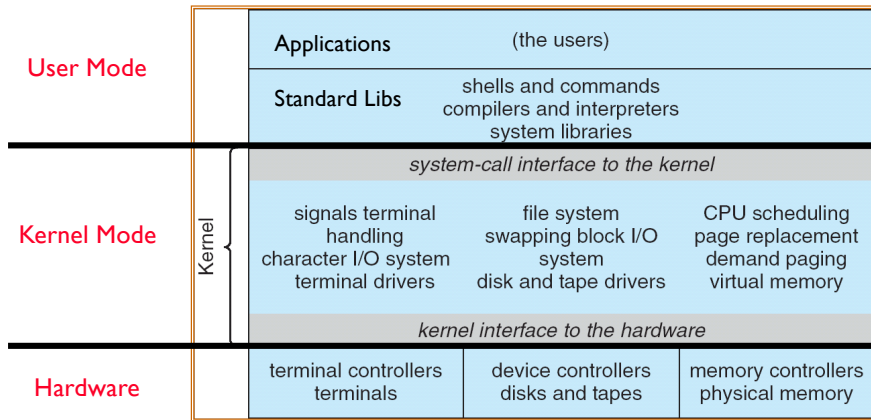 User Mode
Applications
(the users)
Standard Libs
shells and commands
compilers and interpreters
system libraries
Kernel Mode
Kernel
system-call interface to the kernel
signals terminal
handling
character I/O system
terminal drivers
file system
swapping block I/O
system
disk and tape drivers
CPU scheduling
page replacement
demand paging
virtual memory
kernel interface to the hardware
Hardware
terminal controllers
terminals
device controllers
disks and tapes
memory controllers
physical memory